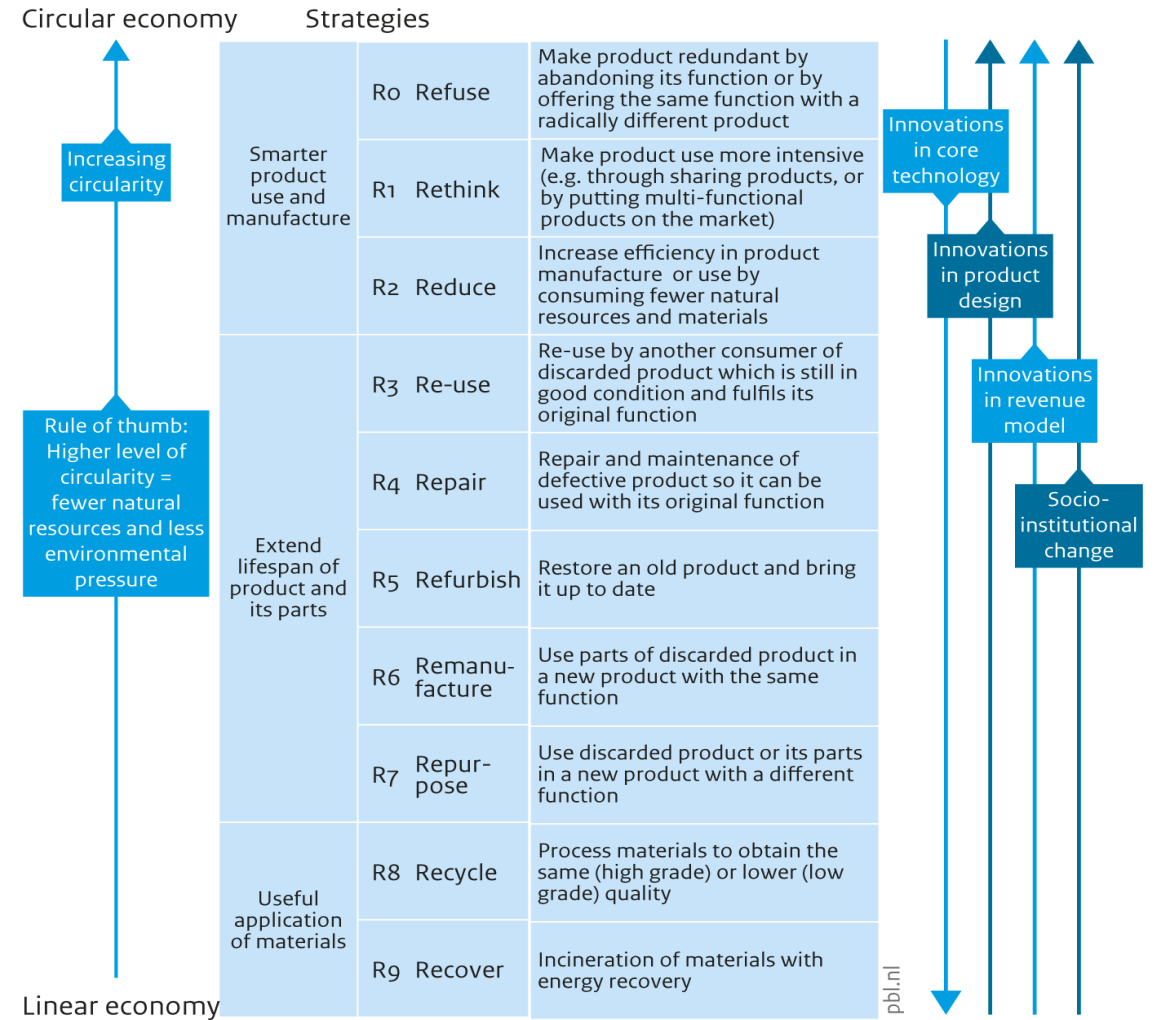 Circular economy
Strategies
Increasing
circularity
Rule of thumb:
Higher level of
circularity =
fewer natural
resources and less
environmental
pressure
Linear economy
Smarter
product
use and
manufacture
R0 Refuse
Make product redundant by
abandoning its function or by
offering the same function with a
radically different product
R1 Rethink
Make product use more intensive
(e.g. through sharing products, or
by putting multi-functional
products on the market)
R2 Reduce
Increase efficiency in product
manufacture or use by
consuming fewer natural
resources and materials
Extend
lifespan of
product and
its parts
R3 Re-use
Re-use by another consumer of
discarded product which is still in
good condition and fulfils its
original function
R4 Repair
Repair and maintenance of
defective product so it can be
used with its original function
R5 Refurbish
Restore an old product and bring
it up to date
R6 Remanu-
facture
Use parts of discarded product in
a new product with the same
function
R7 Repur-
pose
Use discarded product or its parts
in a new product with a different
function
Useful
application
of materials
R8 Recycle
Process materials to obtain the
same (high grade) or lower (low
grade) quality
R9 Recover
Incineration of materials with
energy recovery
pbl.nl
Innovations
in core
technology
Innovations
in product
design
Innovations
in revenue
model
Socio-
institutional
change